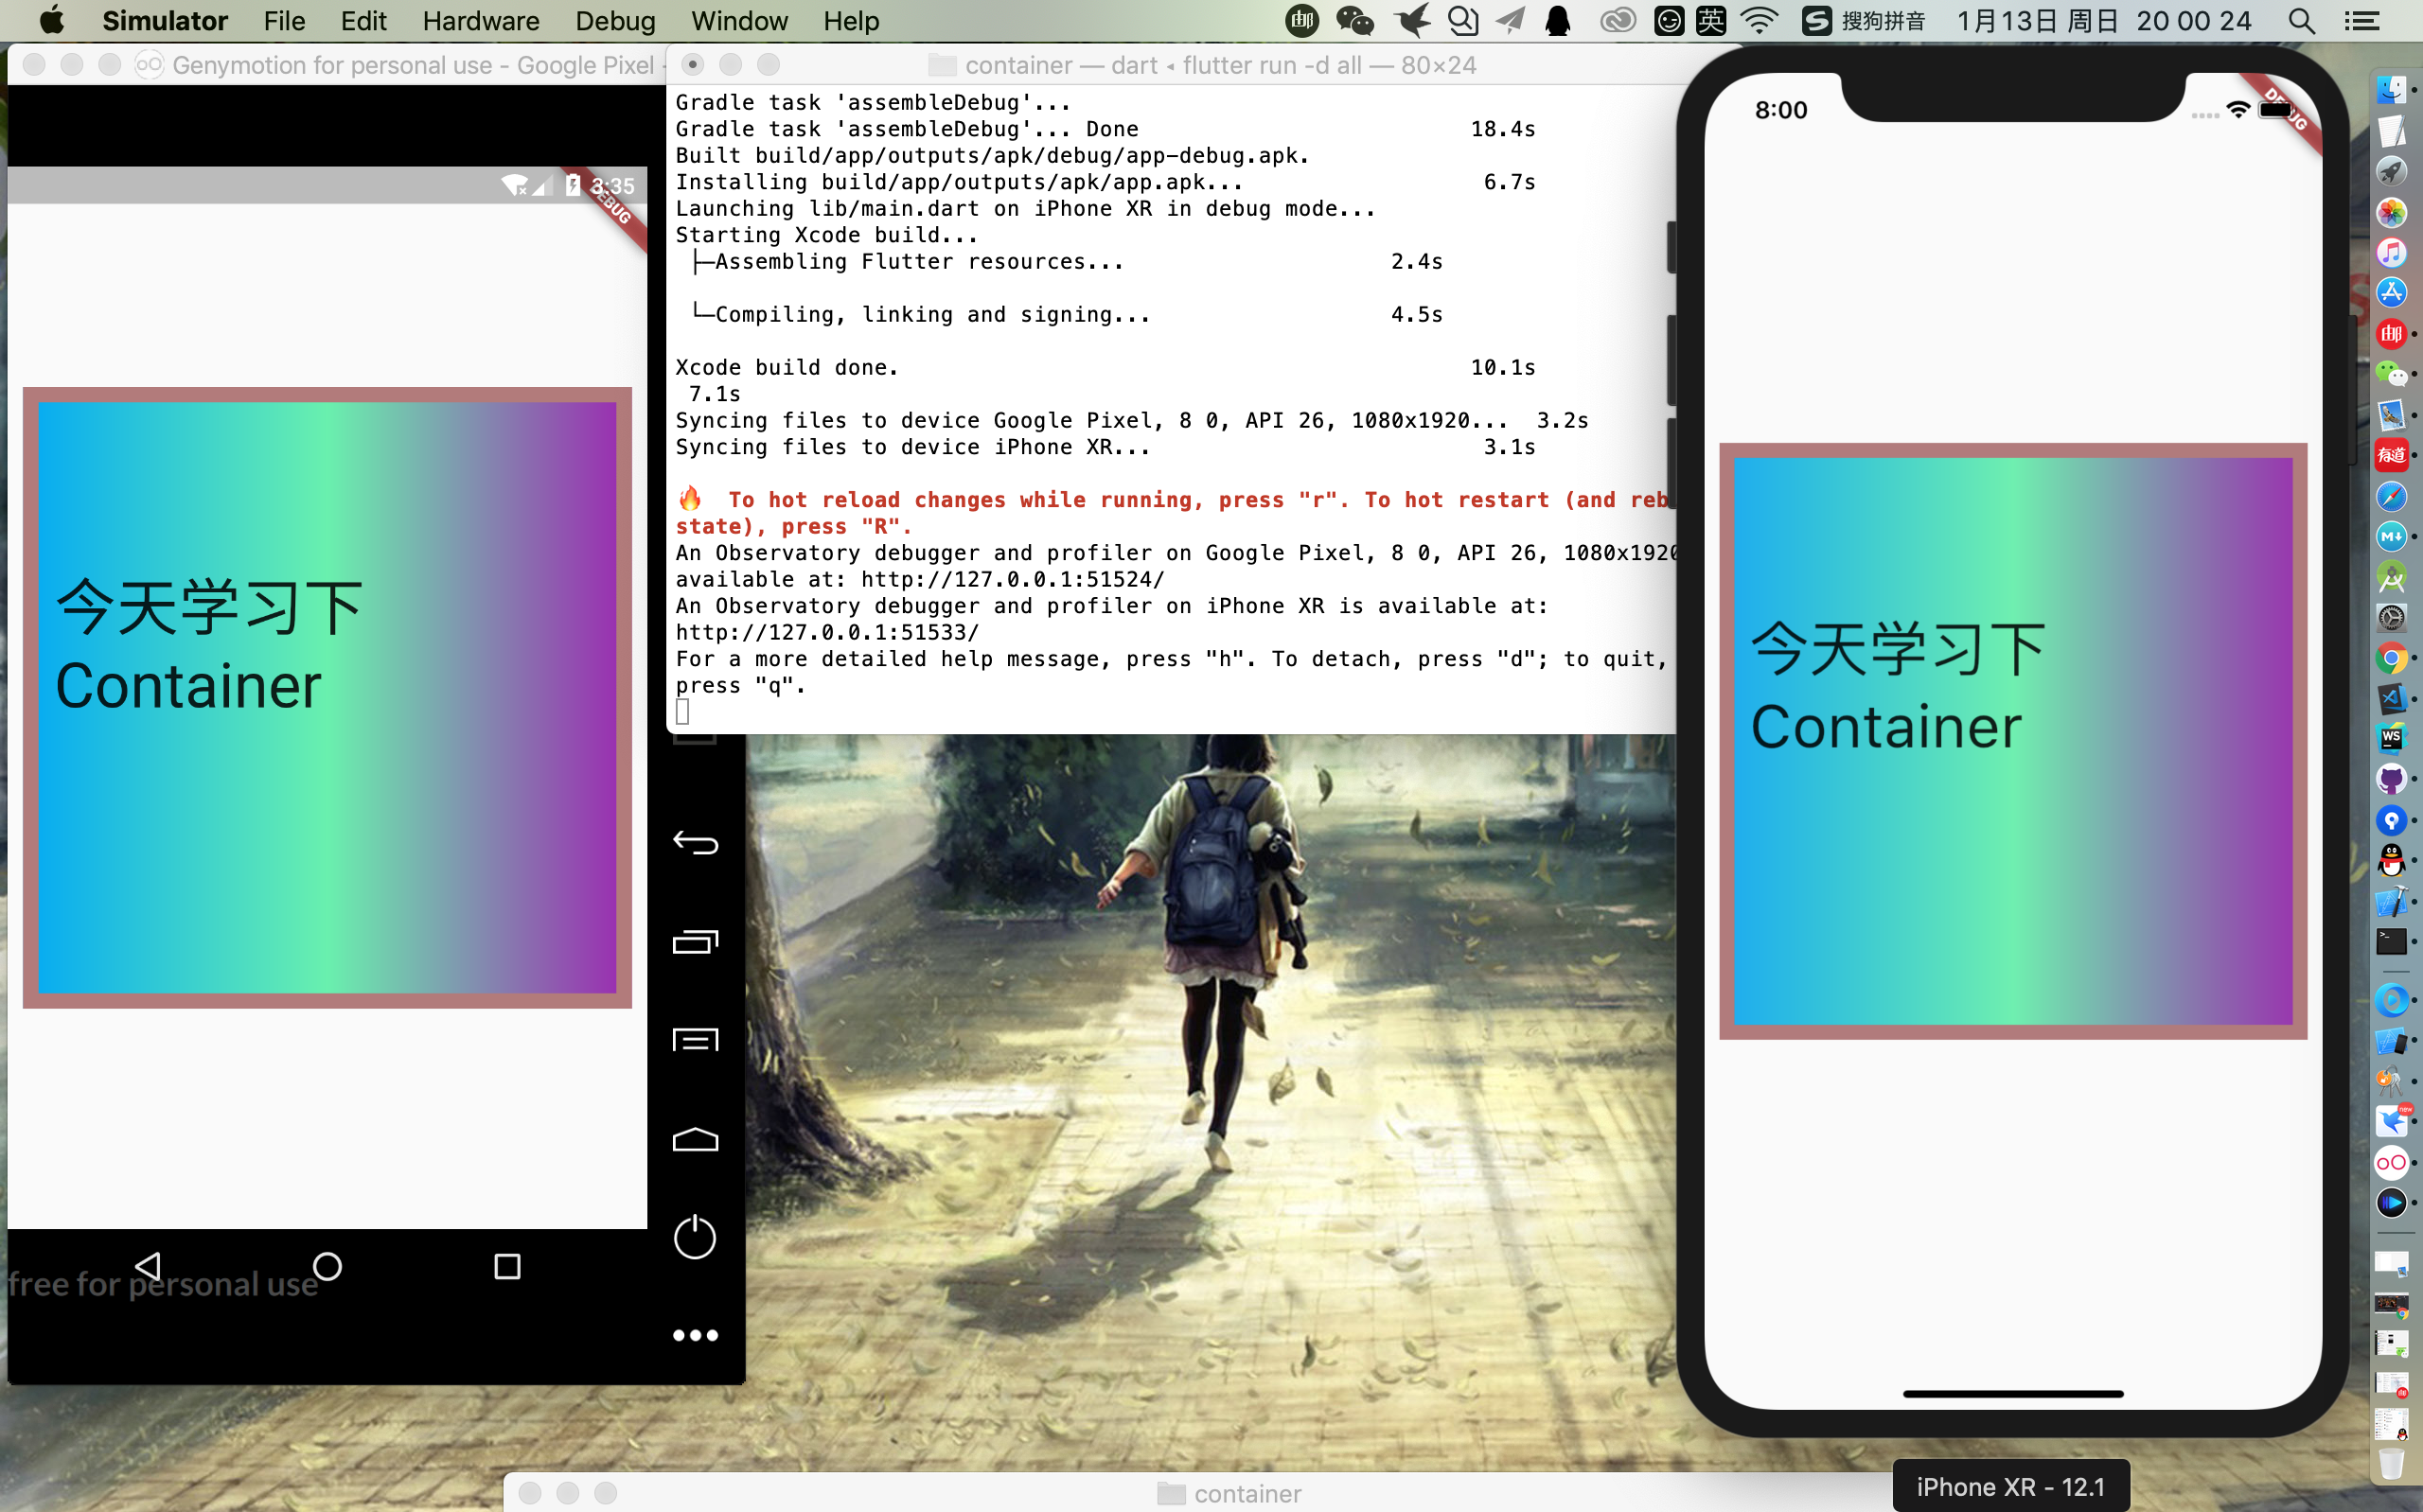 Simulator File Edit Hardware Debug Window Help 邮 英 S 搜狗拼音 1月13日 周日 20 00 24
Genymotion for personal use - Google Pixel -
3:35
DEBUG
今天学习下
Container
free for personal use
container — dart ◂ flutter run -d all — 80×24
Gradle task 'assembleDebug'...
Gradle task 'assembleDebug'... Done 18.4s
Built build/app/outputs/apk/debug/app-debug.apk.
Installing build/app/outputs/apk/app.apk... 6.7s
Launching lib/main.dart on iPhone XR in debug mode...
Starting Xcode build...
├─Assembling Flutter resources... 2.4s
└─Compiling, linking and signing... 4.5s
Xcode build done. 10.1s
7.1s
Syncing files to device Google Pixel, 8 0, API 26, 1080x1920... 3.2s
Syncing files to device iPhone XR... 3.1s
🔥 To hot reload changes while running, press "r". To hot restart (and reb
state), press "R".
An Observatory debugger and profiler on Google Pixel, 8 0, API 26, 1080x1920
available at: http://127.0.0.1:51524/
An Observatory debugger and profiler on iPhone XR is available at:
http://127.0.0.1:51533/
For a more detailed help message, press "h". To detach, press "d"; to quit,
press "q".
8:00
DEBUG
今天学习下
Container
邮
有道
M↓
WS
new
container
iPhone XR - 12.1